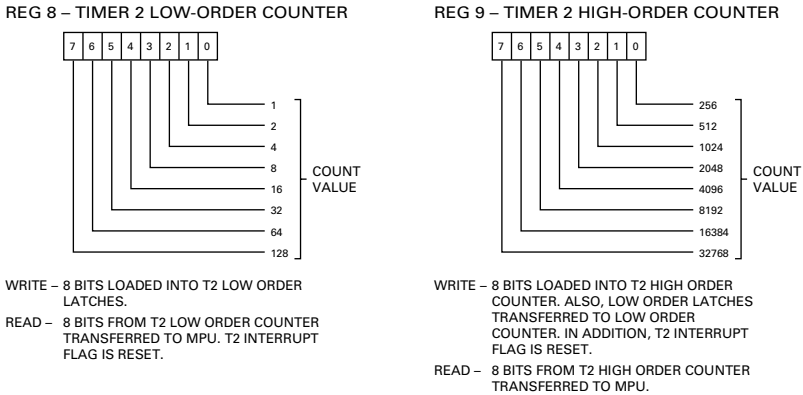 REG 8 – TIMER 2 LOW-ORDER COUNTER
7 6 5 4 3 2 1 0
1
2
4
8
16
32
64
128
COUNT
VALUE
WRITE – 8 BITS LOADED INTO T2 LOW ORDER
LATCHES.
READ – 8 BITS FROM T2 LOW ORDER COUNTER
TRANSFERRED TO MPU. T2 INTERRUPT
FLAG IS RESET.
REG 9 – TIMER 2 HIGH-ORDER COUNTER
7 6 5 4 3 2 1 0
256
512
1024
2048
4096
8192
16384
32768
COUNT
VALUE
WRITE – 8 BITS LOADED INTO T2 HIGH ORDER
COUNTER. ALSO, LOW ORDER LATCHES
TRANSFERRED TO LOW ORDER
COUNTER. IN ADDITION, T2 INTERRUPT
FLAG IS RESET.
READ – 8 BITS FROM T2 HIGH ORDER COUNTER
TRANSFERRED TO MPU.